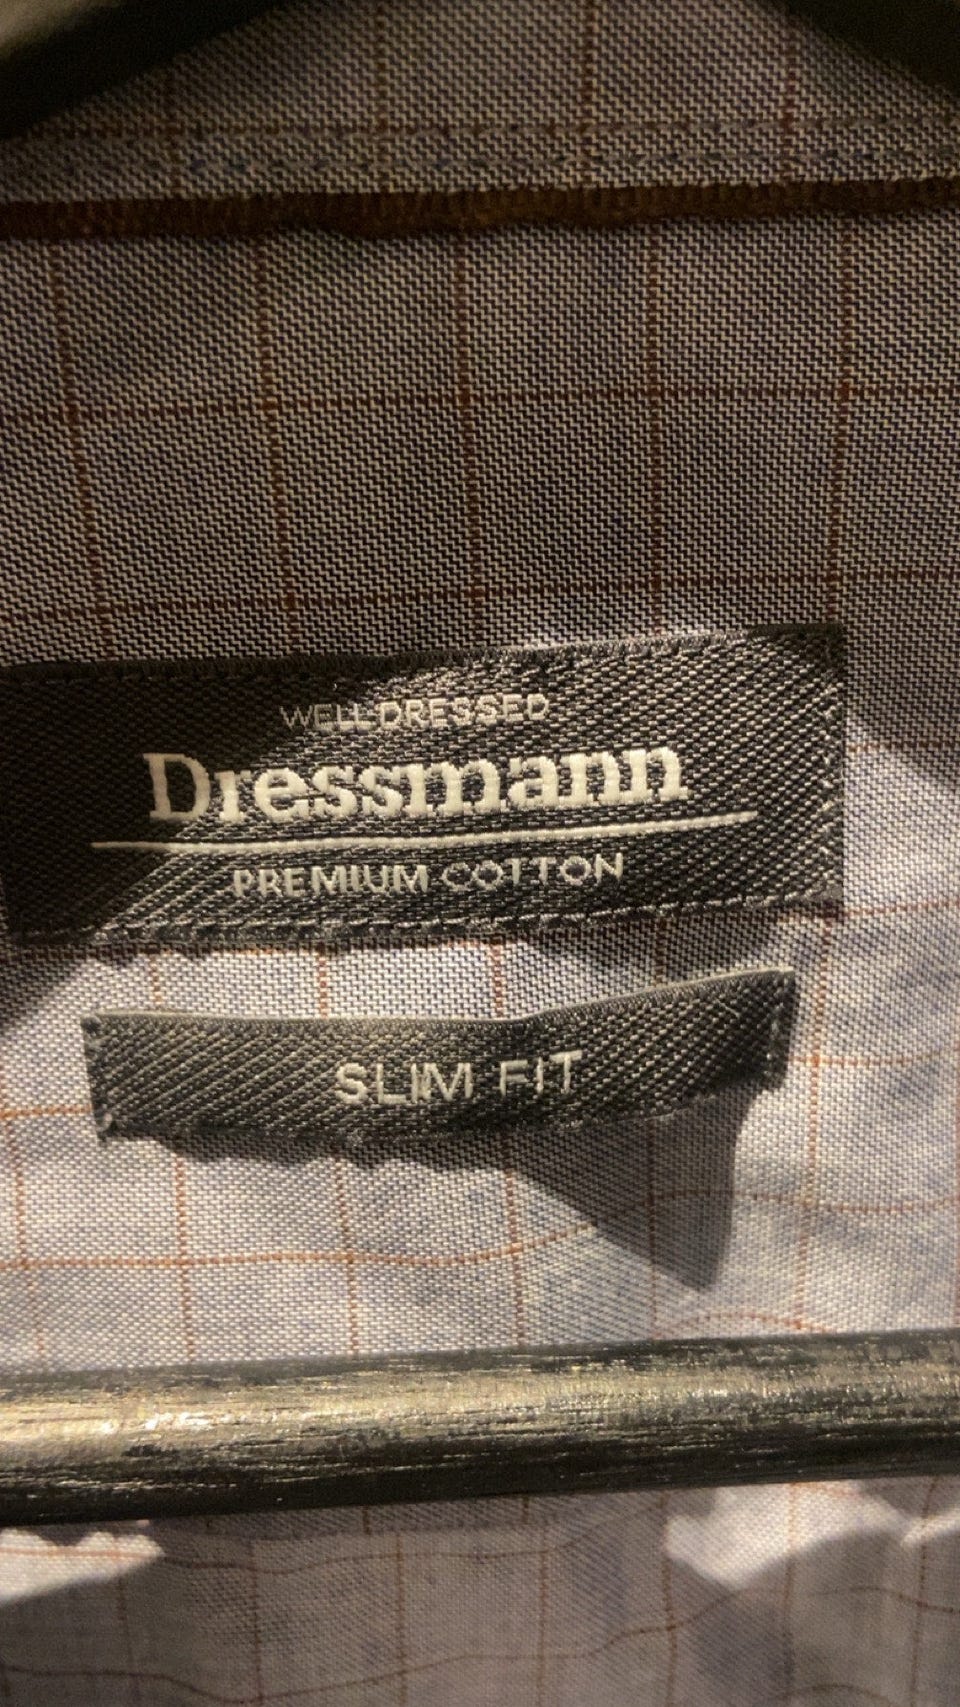 WELL-DRESSED
Dressmann
PREMIUM COTTON
SLIM FIT